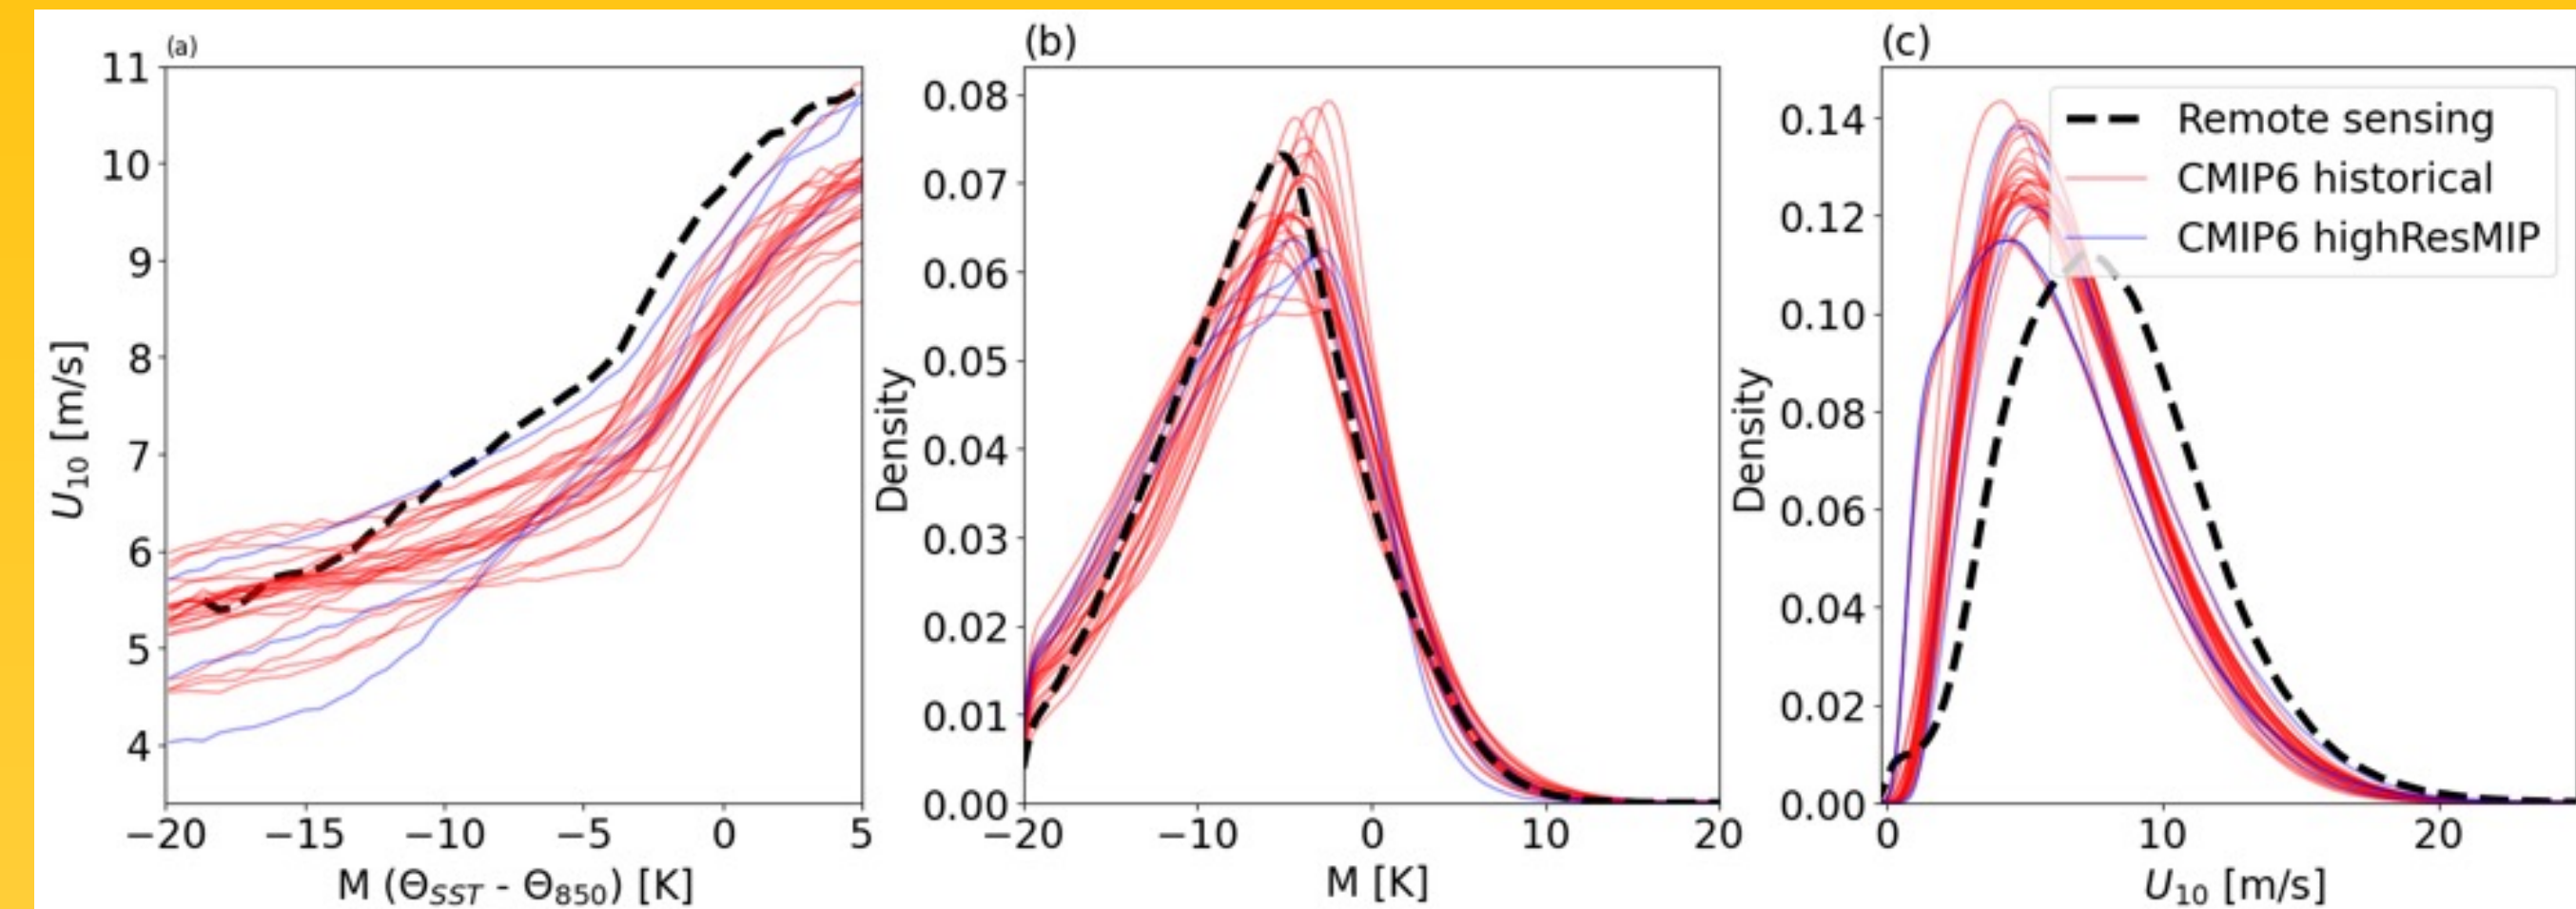 (a)
11
10
9
8
7
6
5
4
U10 [m/s]
−20 −15 −10 −5 0 5
M (ΘSST - Θ850) [K]
(b)
0.08
0.07
0.06
0.05
0.04
0.03
0.02
0.01
0.00
Density
−20 −10 0 10 20
M [K]
(c)
0.14
0.12
0.10
0.08
0.06
0.04
0.02
0.00
Density
Remote sensing
CMIP6 historical
CMIP6 highResMIP
0 10 20
U10 [m/s]